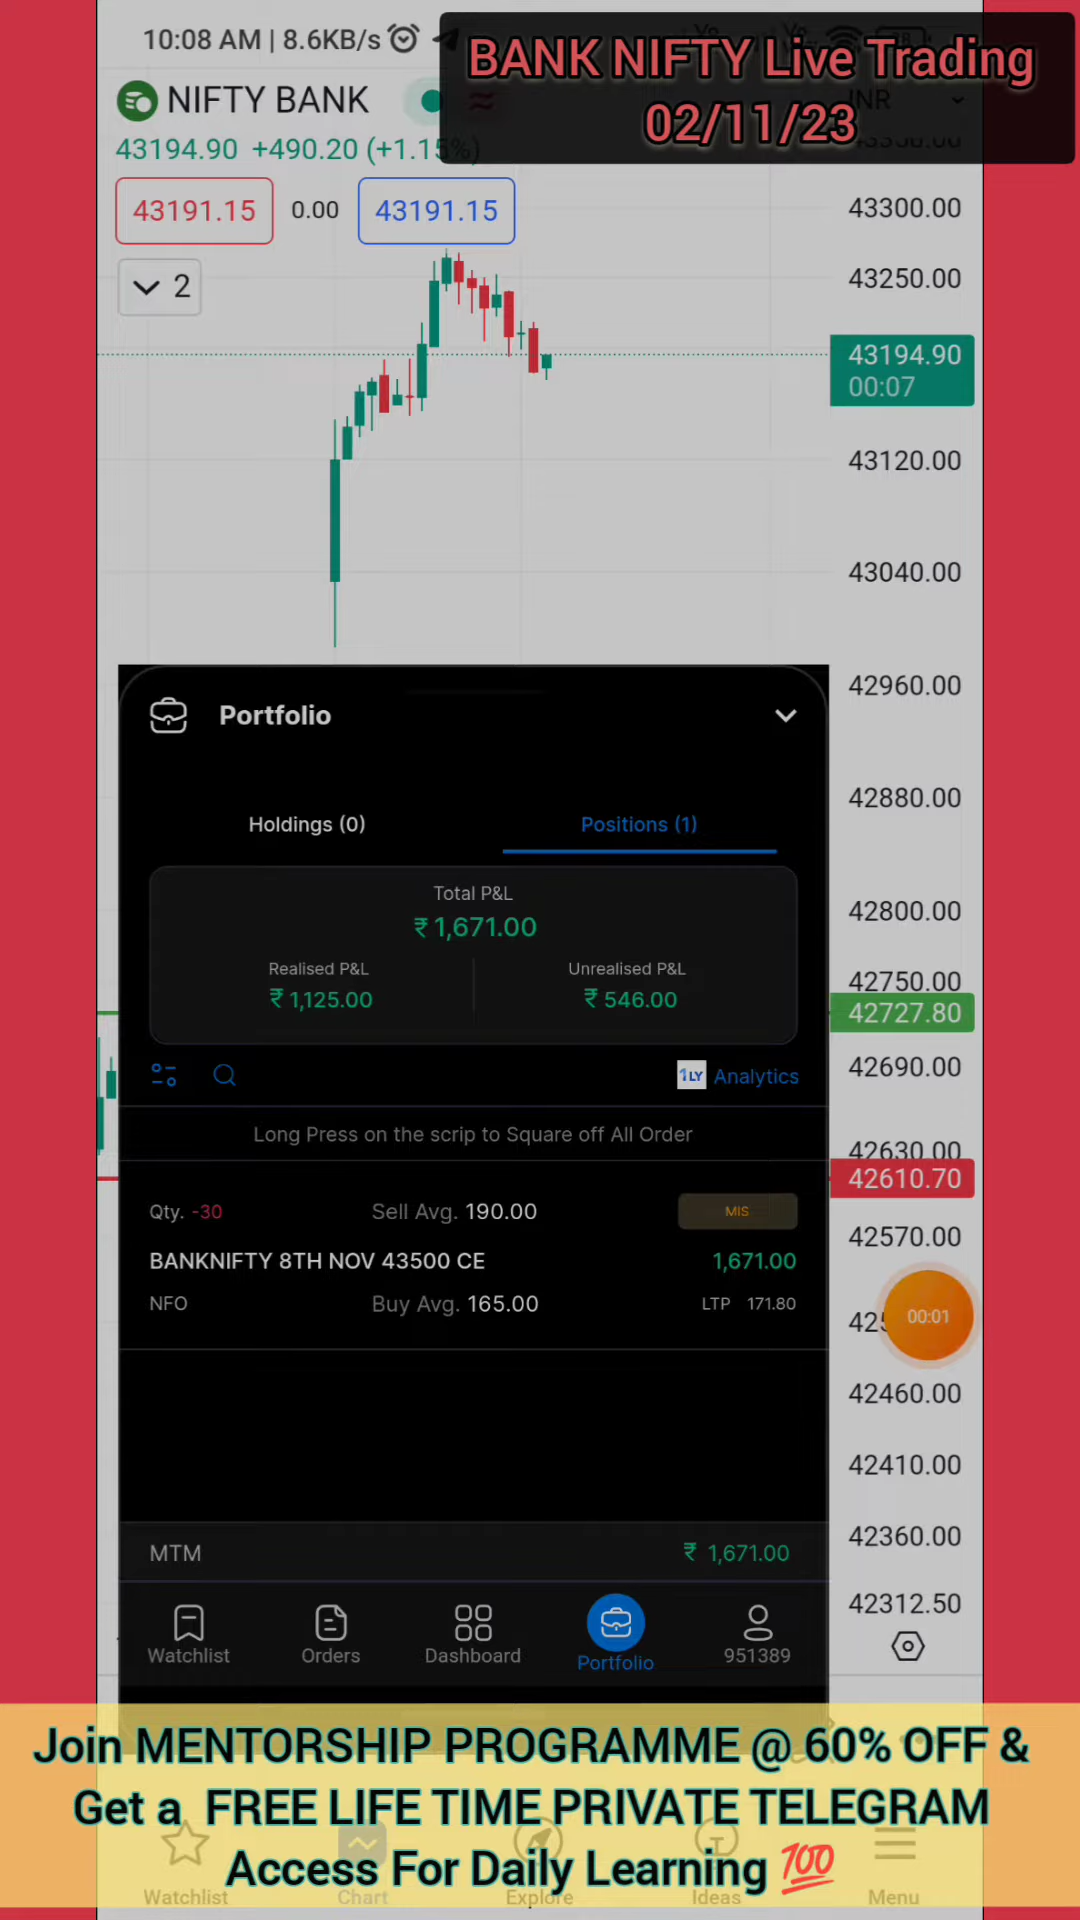 10:08 AM | 8.6KB/s
BANK NIFTY Live Trading
02/11/23
NIFTY BANK
INR
43194.90 +490.20 (+1.15%)
43191.15 0.00 43191.15
2
43300.00
43250.00
43194.90
00:07
43120.00
43040.00
42960.00
42880.00
42800.00
42750.00
42727.80
42690.00
42630.00
42610.70
42570.00
42460.00
42410.00
42360.00
42312.50
Portfolio
Holdings (0) Positions (1)
Total P&L
₹ 1,671.00
Realised P&L Unrealised P&L
₹ 1,125.00 ₹ 546.00
1LY Analytics
Long Press on the scrip to Square off All Order
Qty. -30 Sell Avg. 190.00 MIS
BANKNIFTY 8TH NOV 43500 CE 1,671.00
NFO Buy Avg. 165.00 LTP 171.80
00:01
MTM ₹ 1,671.00
Watchlist Orders Dashboard Portfolio 951389
Join MENTORSHIP PROGRAMME @ 60% OFF &
Get a FREE LIFE TIME PRIVATE TELEGRAM
Access For Daily Learning 💯
Watchlist Chart Explore Ideas Menu